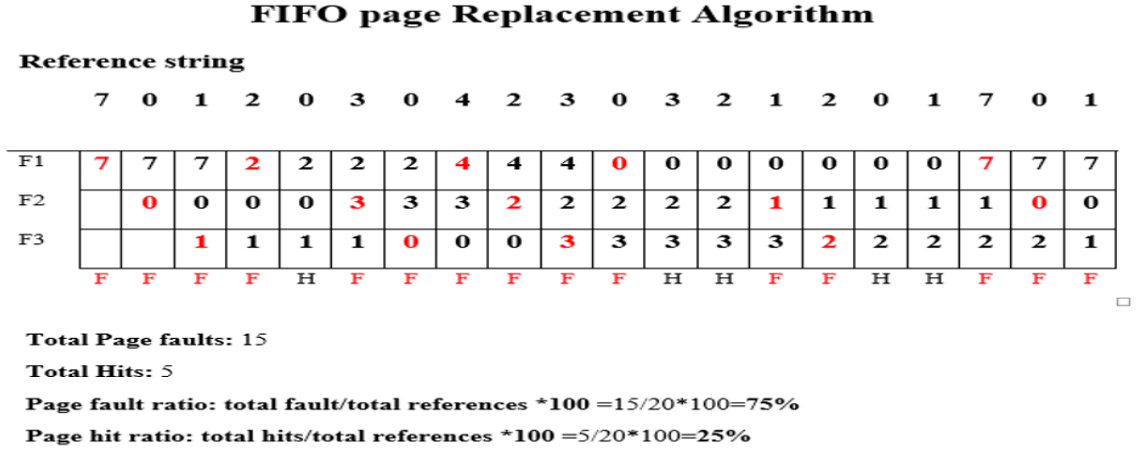 FIFO page Replacement Algorithm
Reference string
7 0 1 2 0 3 0 4 2 3 0 3 2 1 2 0 1 7 0 1
F1 7 7 7 2 2 2 2 4 4 4 0 0 0 0 0 0 0 7 7 7
F2 0 0 0 0 3 3 3 2 2 2 2 2 1 1 1 1 1 0 0
F3 1 1 1 1 0 0 0 3 3 3 3 3 2 2 2 2 2 1
F F F F H F F F F F F H H F F H H F F F
Total Page faults: 15
Total Hits: 5
Page fault ratio: total fault/total references *100 =15/20*100=75%
Page hit ratio: total hits/total references *100 =5/20*100=25%